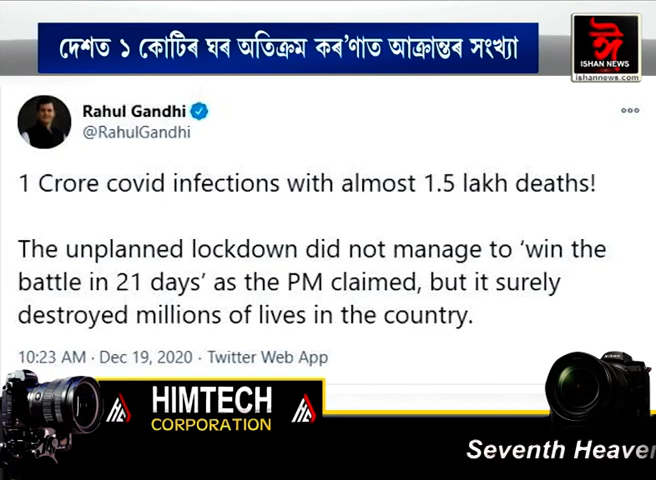 দেশত ১ কোটিৰ ঘৰ অতিক্ৰম কৰ'ণাত আক্ৰান্তৰ সংখ্যা
ঈ
ISHAN NEWS
ishannews.com
Rahul Gandhi
@RahulGandhi
1 Crore covid infections with almost 1.5 lakh deaths!
The unplanned lockdown did not manage to ‘win the
battle in 21 days’ as the PM claimed, but it surely
destroyed millions of lives in the country.
10:23 AM · Dec 19, 2020 · Twitter Web App
HIMTECH
CORPORATION
Seventh Heaven